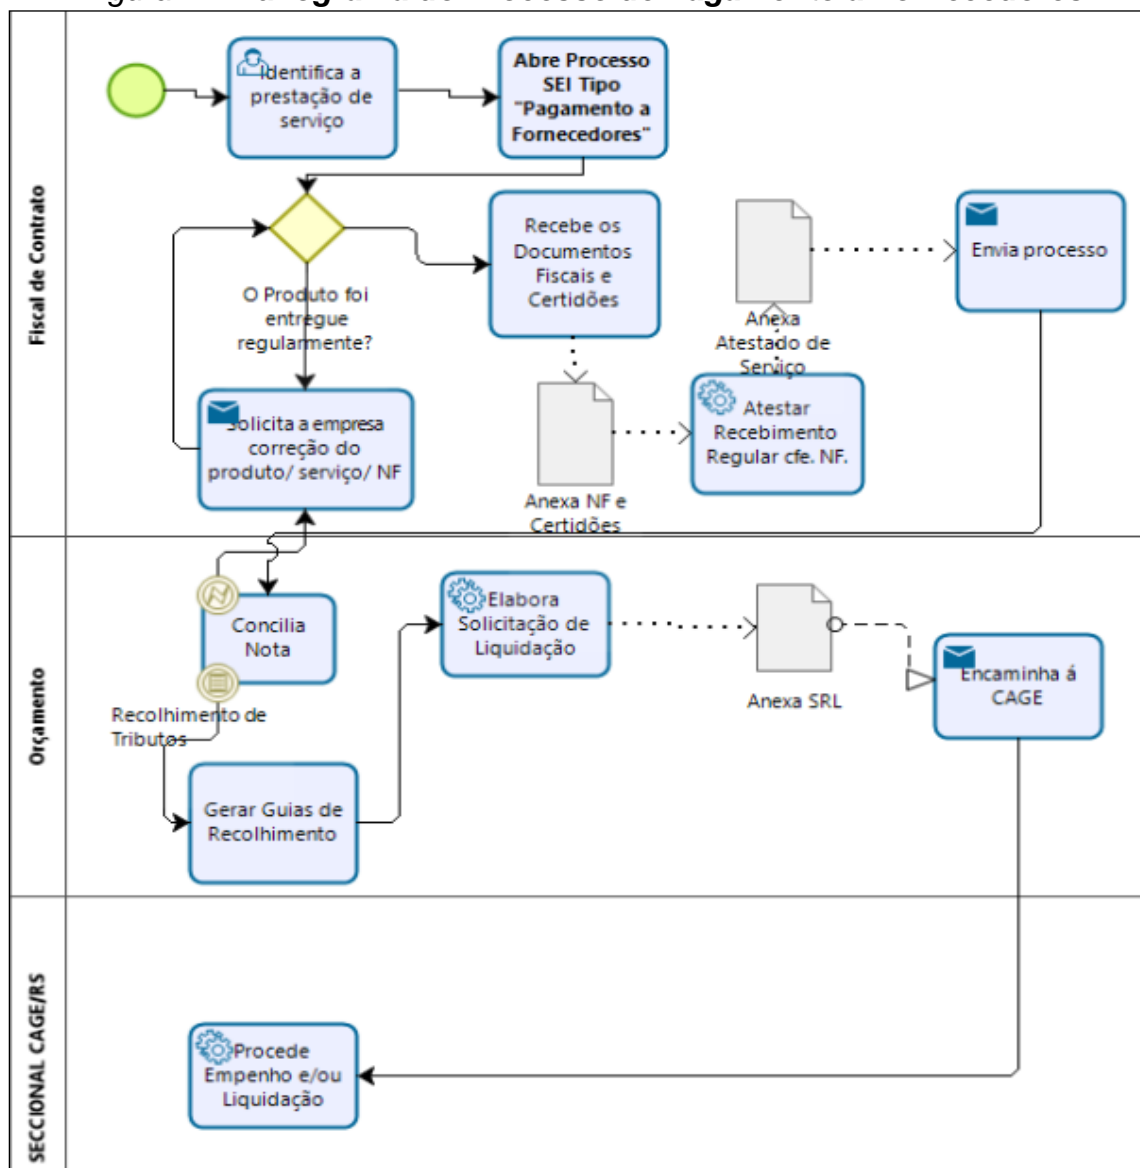 Fiscal de Contrato
Identifica a
prestação de
serviço
Abre Processo
SEI Tipo
"Pagamento a
Fornecedores"
O Produto foi
entregue
regularmente?
Recebe os
Documentos
Fiscais e
Certidões
Anexa
Atestado de
Serviço
Envia processo
Solicita a empresa
correção do
produto/ serviço/ NF
Anexa NF e
Certidões
Atestar
Recebimento
Regular cfe. NF.
Orçamento
Concilia
Nota
Recolhimento de
Tributos
Gerar Guias de
Recolhimento
Elabora
Solicitação de
Liquidação
Anexa SRL
Encaminha á
CAGE
SECCIONAL CAGE/RS
Procede
Empenho e/ou
Liquidação